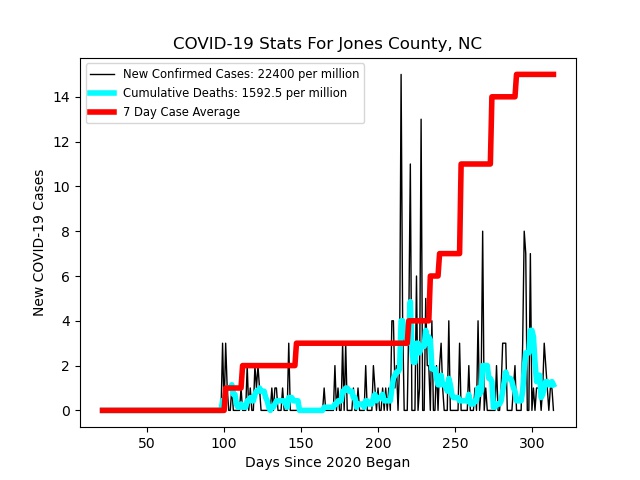 COVID-19 Stats For Jones County, NC
New Confirmed Cases: 22400 per million
Cumulative Deaths: 1592.5 per million
7 Day Case Average
New COVID-19 Cases
14
12
10
8
6
4
2
0
50 100 150 200 250 300
Days Since 2020 Began